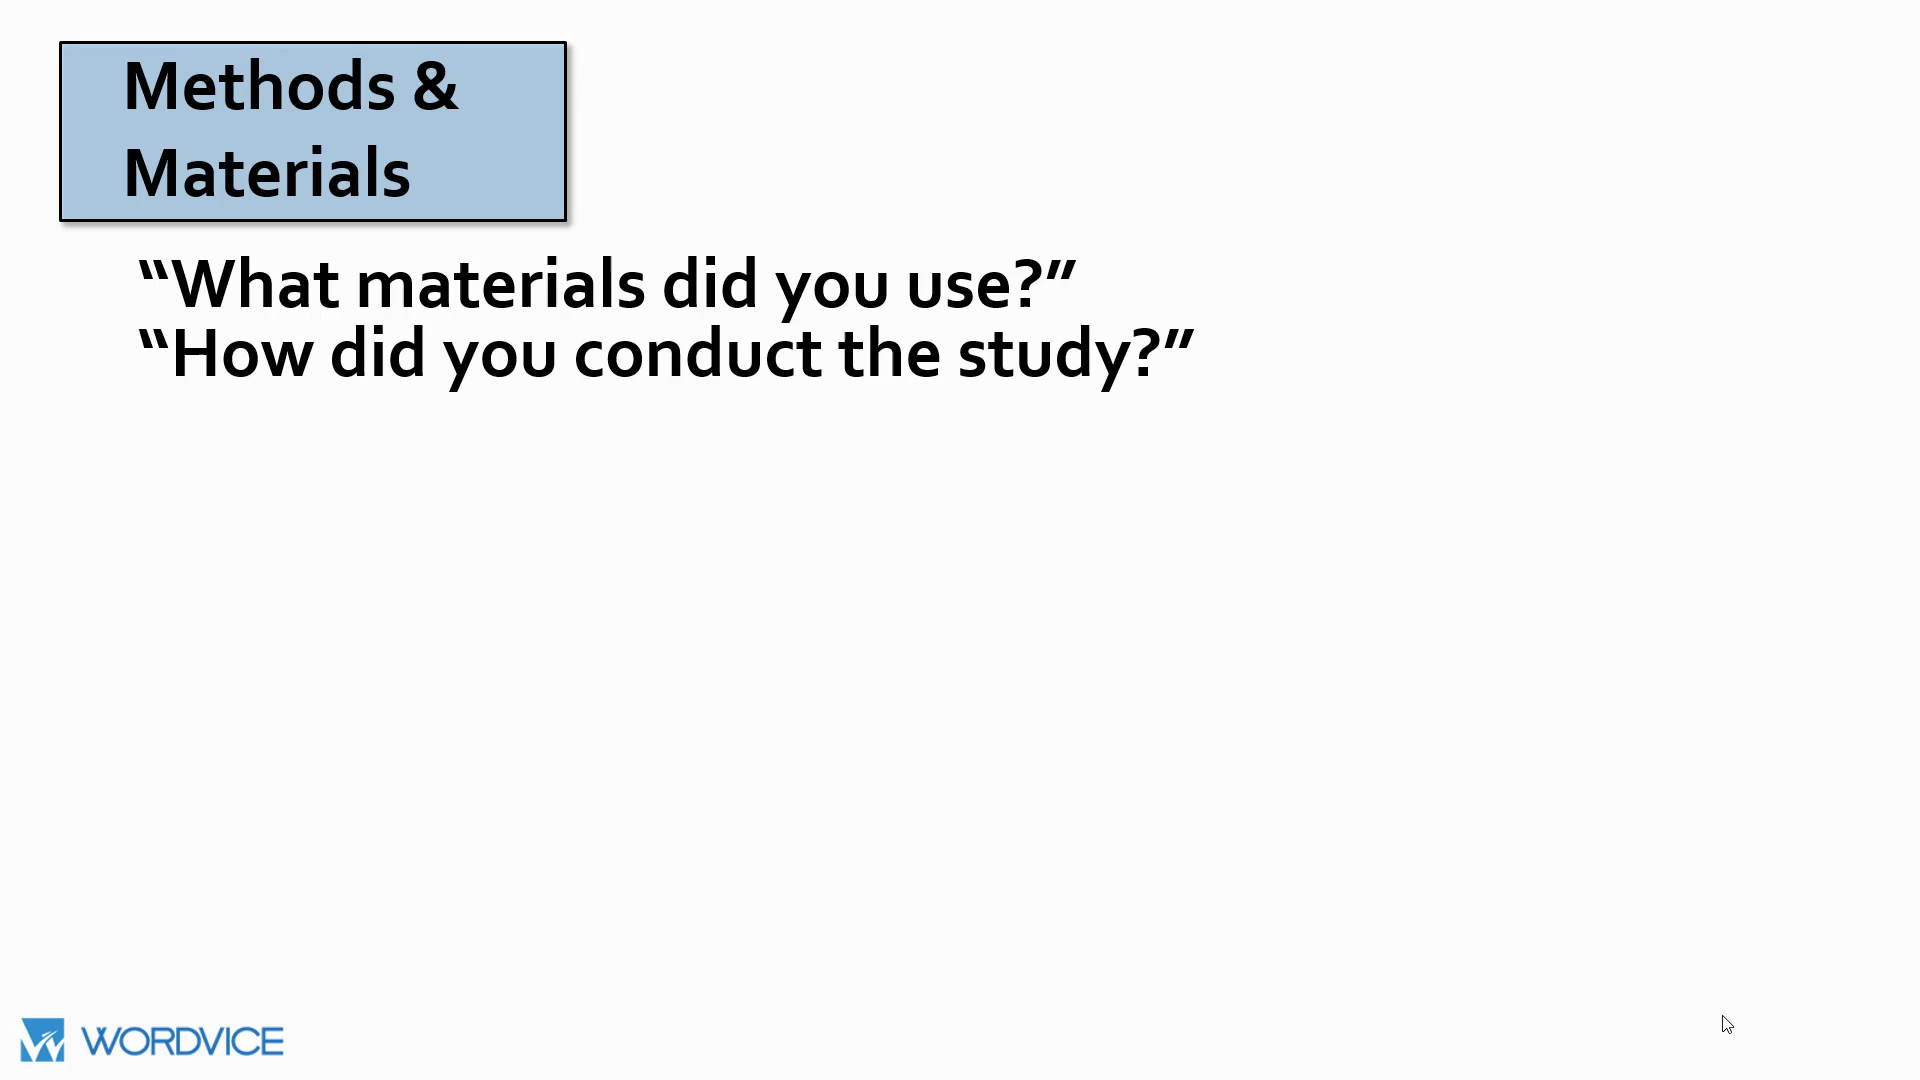 Methods &
Materials
“What materials did you use?”
“How did you conduct the study?”
WORDVICE